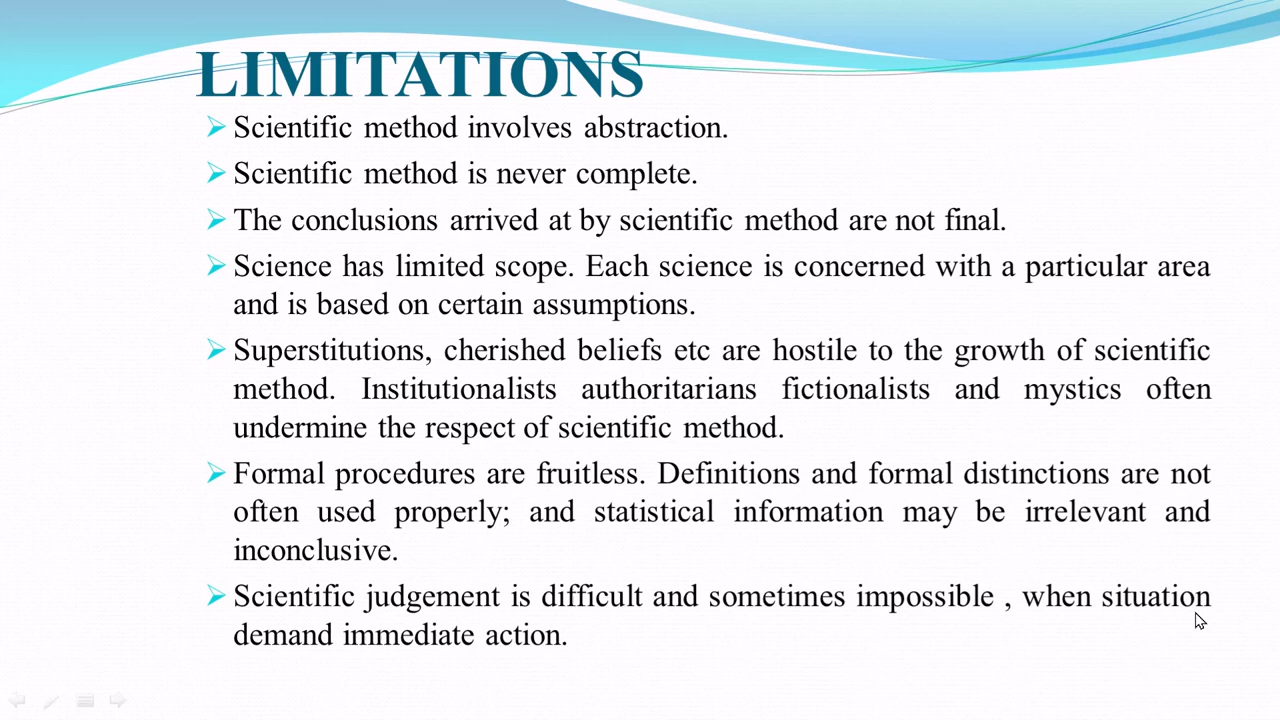 LIMITATIONS
Scientific method involves abstraction.
Scientific method is never complete.
The conclusions arrived at by scientific method are not final.
Science has limited scope. Each science is concerned with a particular area
and is based on certain assumptions.
Superstitutions, cherished beliefs etc are hostile to the growth of scientific
method. Institutionalists authoritarians fictionalists and mystics often
undermine the respect of scientific method.
Formal procedures are fruitless. Definitions and formal distinctions are not
often used properly; and statistical information may be irrelevant and
inconclusive.
Scientific judgement is difficult and sometimes impossible , when situation
demand immediate action.